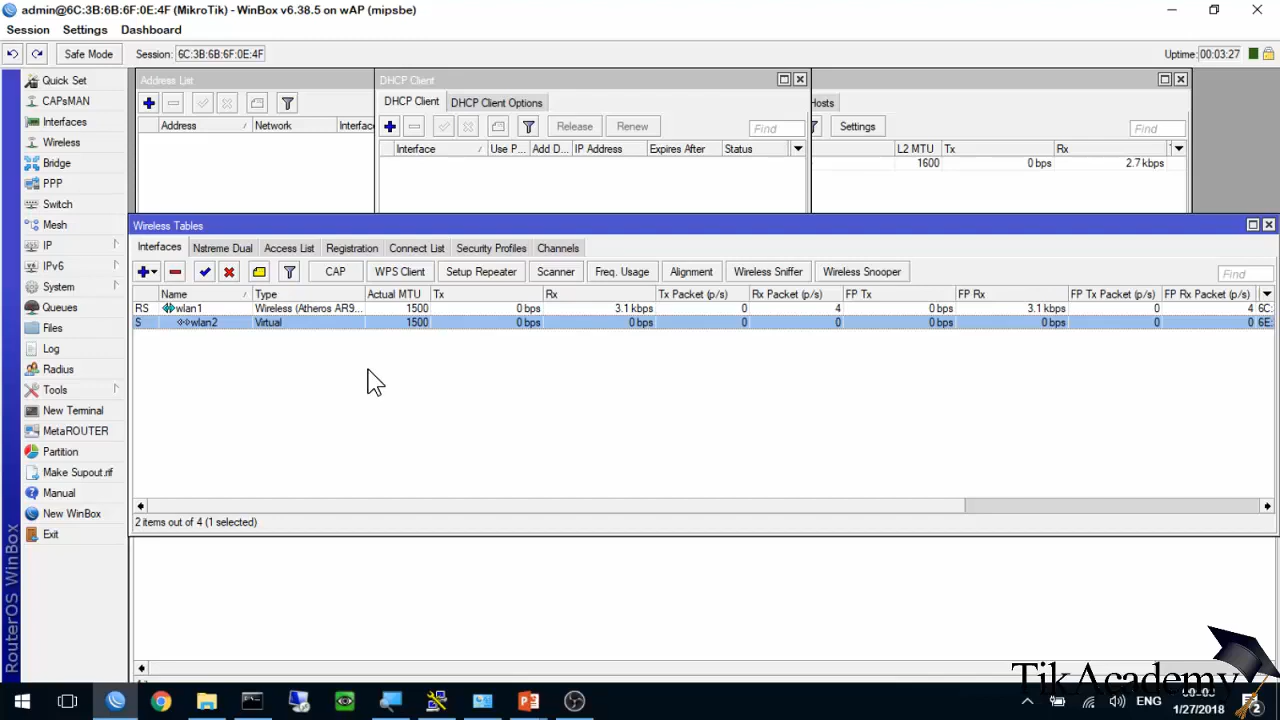 admin@6C:3B:6B:6F:0E:4F (MikroTik) - WinBox v6.38.5 on wAP (mipsbe)
Session Settings Dashboard
Safe Mode Session: 6C:3B:6B:6F:0E:4F Uptime: 00:03:27
Quick Set
CAPsMAN
Interfaces
Wireless
Bridge
PPP
Switch
Mesh
IP
IPv6
System
Queues
Files
Log
Radius
Tools
New Terminal
MetaROUTER
Partition
Make Supout.rif
Manual
New WinBox
Exit
RouterOS WinBox
Address List
Address Network Interfac
DHCP Client
DHCP Client DHCP Client Options
Release Renew Find
Interface Use P... Add D... IP Address Expires After Status
Hosts
Settings Find
L2 MTU Tx Rx
1600 0 bps 2.7 kbps
Wireless Tables
Interfaces Nstreme Dual Access List Registration Connect List Security Profiles Channels
CAP WPS Client Setup Repeater Scanner Freq. Usage Alignment Wireless Sniffer Wireless Snooper Find
Name Type Actual MTU Tx Rx Tx Packet (p/s) Rx Packet (p/s) FP Tx FP Rx FP Tx Packet (p/s) FP Rx Packet (p/s)
RS wlan1 Wireless (Atheros AR9... 1500 0 bps 3.1 kbps 0 4 0 bps 3.1 kbps 0 4 6C:
S wlan2 Virtual 1500 0 bps 0 bps 0 0 0 bps 0 bps 0 0 6E:
2 items out of 4 (1 selected)
TikAcademy
ENG
1/27/2018
2